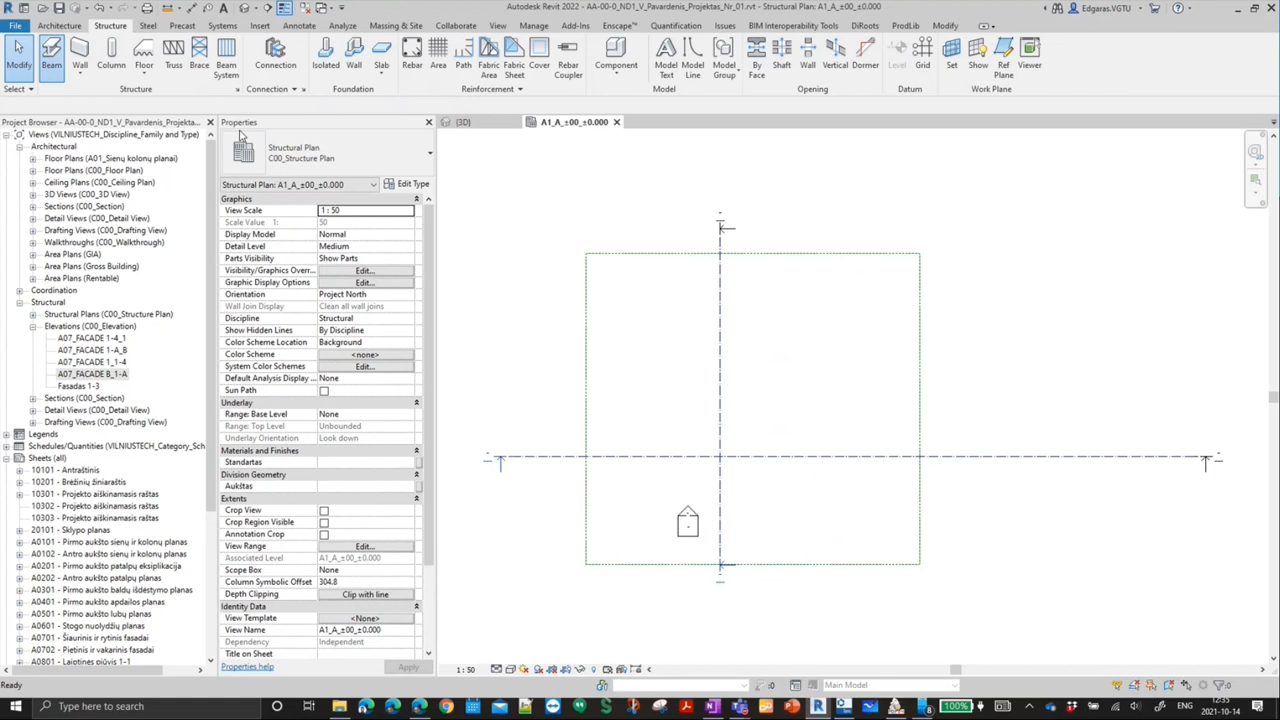 Autodesk Revit 2022 - AA-00-0_ND1_V_Pavardenis_Projektas_Nr_01.rvt - Structural Plan: A1_A_±00_±0.000
Edgaras.VGTU
File Architecture Structure Steel Precast Systems Insert Annotate Analyze Massing & Site Collaborate View Manage Add-Ins Enscape™ Quantification Issues BIM Interoperability Tools DiRoots ProdLib Modify
Modify Beam Wall Column Floor Truss Brace Beam System Connection Isolated Wall Slab Rebar Area Path Fabric Area Fabric Sheet Cover Rebar Coupler Component Model Text Model Line Model Group By Face Shaft Wall Vertical Dormer Level Grid Set Show Ref Plane Viewer
Select Structure Connection Foundation Reinforcement Model Opening Datum Work Plane
Project Browser - AA-00-0_ND1_V_Pavardenis_Projekta...
Views (VILNIUSTECH_Discipline_Family and Type)
Architectural
Floor Plans (A01_Sienų kolonų planai)
Floor Plans (C00_Floor Plan)
Ceiling Plans (C00_Ceiling Plan)
3D Views (C00_3D View)
Sections (C00_Section)
Detail Views (C00_Detail View)
Drafting Views (C00_Drafting View)
Walkthroughs (C00_Walkthrough)
Area Plans (GIA)
Area Plans (Gross Building)
Area Plans (Rentable)
Coordination
Structural
Structural Plans (C00_Structure Plan)
Elevations (C00_Elevation)
A07_FACADE 1-4_1
A07_FACADE 1-A_B
A07_FACADE 1_1-4
A07_FACADE B_1-A
Fasadas 1-3
Sections (C00_Section)
Detail Views (C00_Detail View)
Drafting Views (C00_Drafting View)
Legends
Schedules/Quantities (VILNIUSTECH_Category_Sch
Sheets (all)
10101 - Antraštinis
10201 - Brėžinių žiniaraštis
10301 - Projekto aiškinamasis raštas
10302 - Projekto aiškinamasis raštas
10303 - Projekto aiškinamasis raštas
20101 - Sklypo planas
A0101 - Pirmo aukšto sienų ir kolonų
A0102 - Antro aukšto sienų ir kolonų
A0201 - Pirmo aukšto patalpų eksplikacija
A0202 - Antro aukšto patalpų planas
A0301 - Pirmo aukšto baldų išdėstymo planas
A0401 - Pirmo aukšto apdailos planas
A0501 - Pirmo aukšto lubų planas
A0601 - Stogo nuolydžių planas
A0701 - Šiaurinis ir rytinis fasadai
A0702 - Pietinis ir vakarinis fasadai
A0801 - Laiptinės pjūvis 1-1
Properties
Structural Plan
C00_Structure Plan
Structural Plan: A1_A_±00_±0.000 Edit Type
Graphics
View Scale 1 : 50
Scale Value 1: 50
Display Model Normal
Detail Level Medium
Parts Visibility Show Parts
Visibility/Graphics Overr... Edit...
Graphic Display Options Edit...
Orientation Project North
Wall Join Display Clean all wall joins
Discipline Structural
Show Hidden Lines By Discipline
Color Scheme Location Background
Color Scheme <none>
System Color Schemes Edit...
Default Analysis Display ... None
Sun Path
Underlay
Range: Base Level None
Range: Top Level Unbounded
Underlay Orientation Look down
Materials and Finishes
Standartas
Division Geometry
Aukštas
Extents
Crop View
Crop Region Visible
Annotation Crop
View Range Edit...
Associated Level A1_A_±00_±0.000
Scope Box None
Column Symbolic Offset 304.8
Depth Clipping Clip with line
Identity Data
View Template <None>
View Name A1_A_±00_±0.000
Dependency Independent
Title on Sheet
Properties help Apply
{3D} A1_A_±00_±0.000
1 : 50
Ready
:0 Main Model :0
Type here to search 100% ENG 12:35 2021-10-14